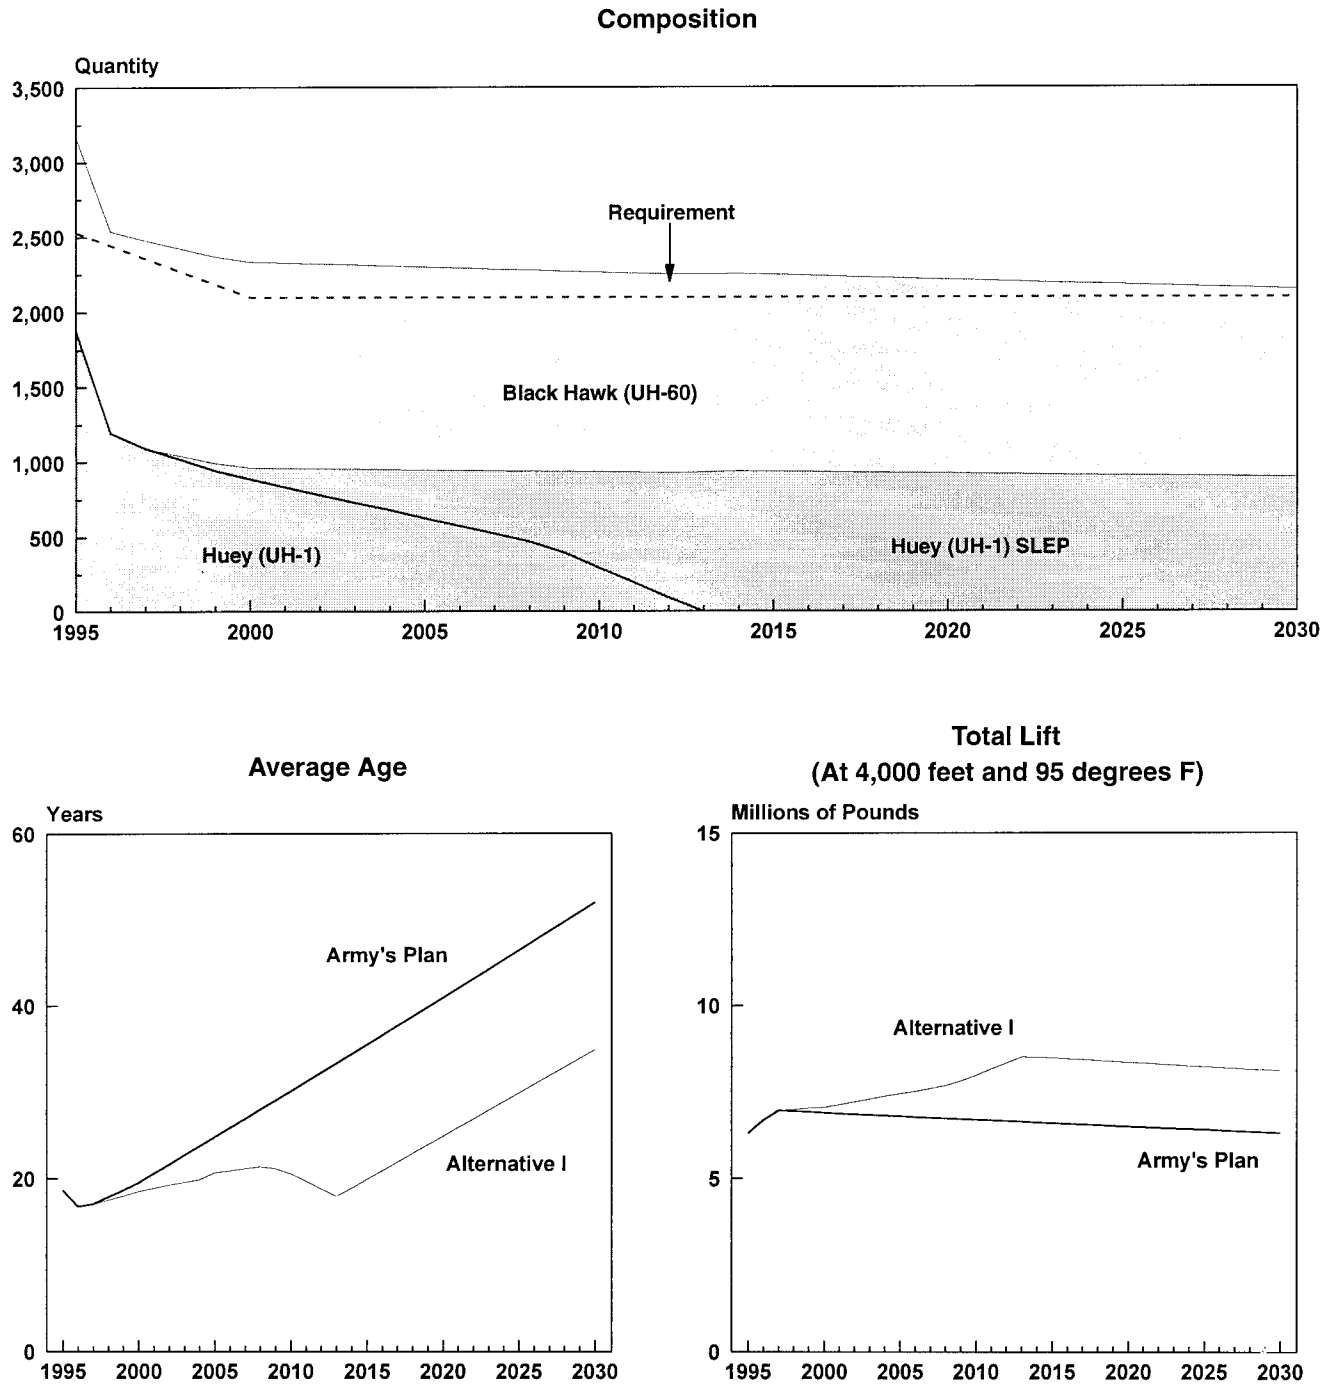 Composition
Quantity
3,500
3,000
2,500
2,000
1,500
1,000
500
0
Requirement
Black Hawk (UH-60)
Huey (UH-1)
Huey (UH-1) SLEP
1995 2000 2005 2010 2015 2020 2025 2030
Average Age
Years
60
40
20
0
Army's Plan
Alternative I
1995 2000 2005 2010 2015 2020 2025 2030
Total Lift
(At 4,000 feet and 95 degrees F)
Millions of Pounds
15
10
5
0
Alternative I
Army's Plan
1995 2000 2005 2010 2015 2020 2025 2030